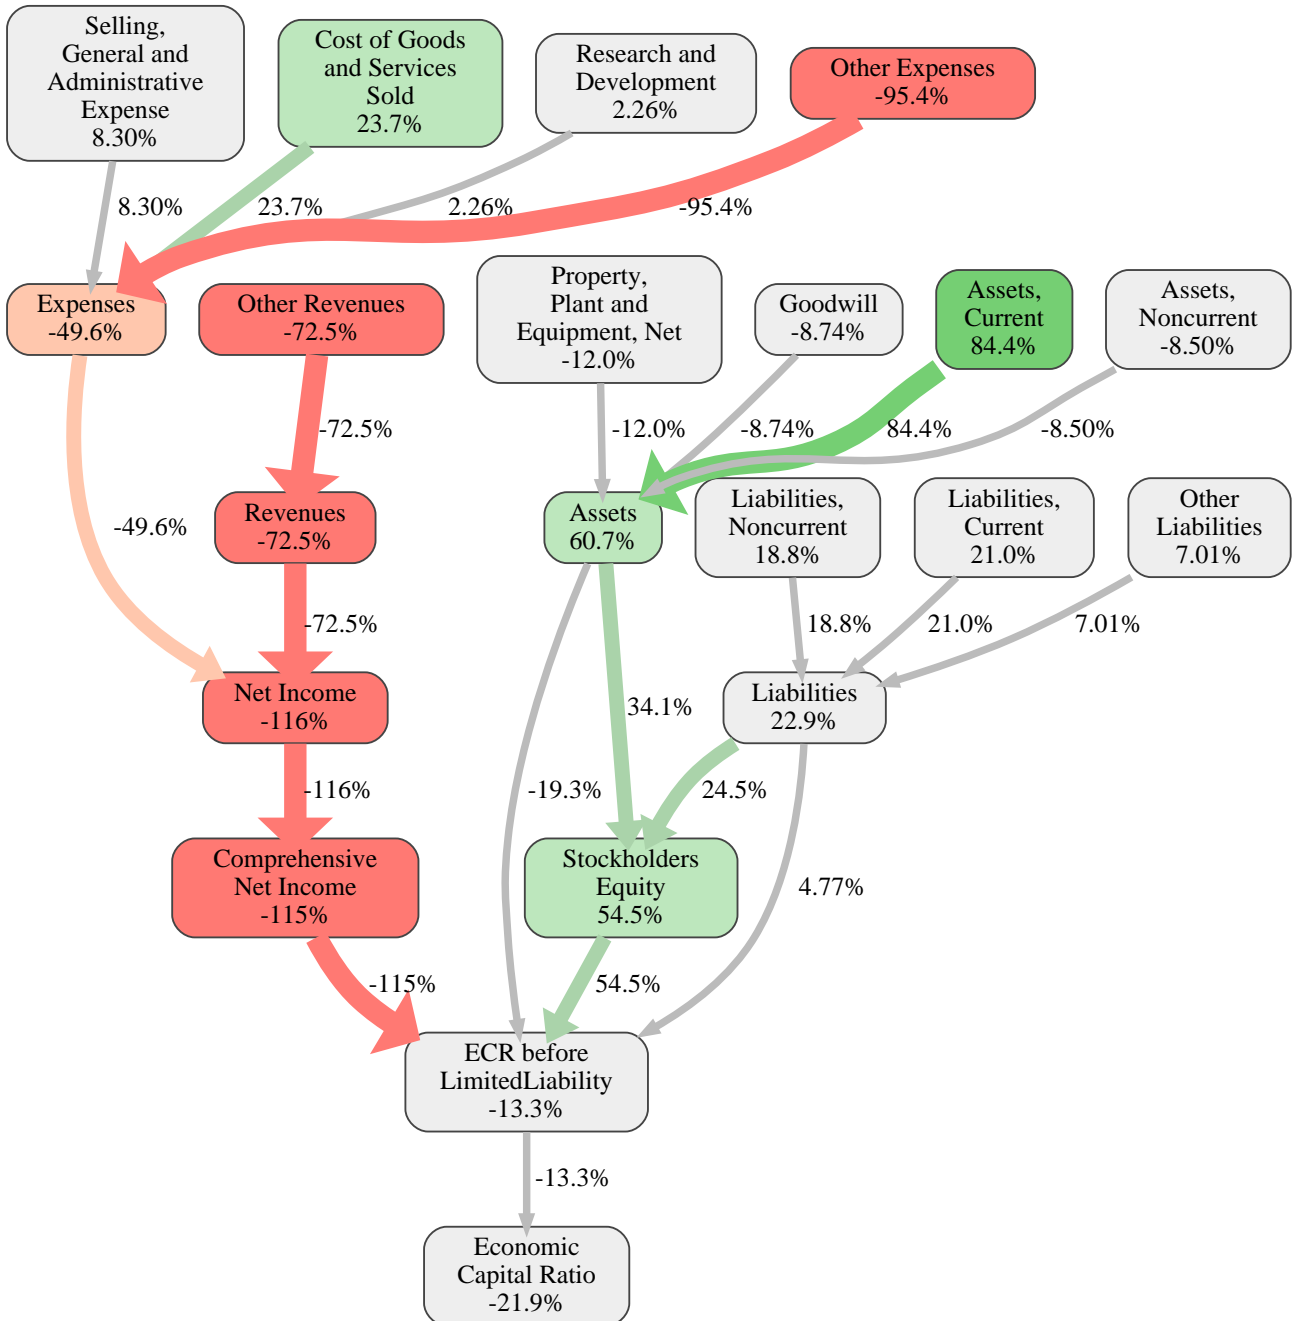 Selling,
General and
Administrative
Expense
8.30%
Cost of Goods
and Services
Sold
23.7%
Research and
Development
2.26%
Other Expenses
-95.4%
8.30%
23.7%
2.26%
-95.4%
Expenses
-49.6%
Other Revenues
-72.5%
Property,
Plant and
Equipment, Net
-12.0%
Goodwill
-8.74%
Assets,
Current
84.4%
Assets,
Noncurrent
-8.50%
-72.5%
-12.0%
-8.74%
84.4%
-8.50%
-49.6%
Revenues
-72.5%
Assets
60.7%
Liabilities,
Noncurrent
18.8%
Liabilities,
Current
21.0%
Other
Liabilities
7.01%
-72.5%
18.8%
21.0%
7.01%
Net Income
-116%
34.1%
Liabilities
22.9%
-116%
-19.3%
24.5%
Comprehensive
Net Income
-115%
Stockholders
Equity
54.5%
4.77%
-115%
54.5%
ECR before
LimitedLiability
-13.3%
-13.3%
Economic
Capital Ratio
-21.9%